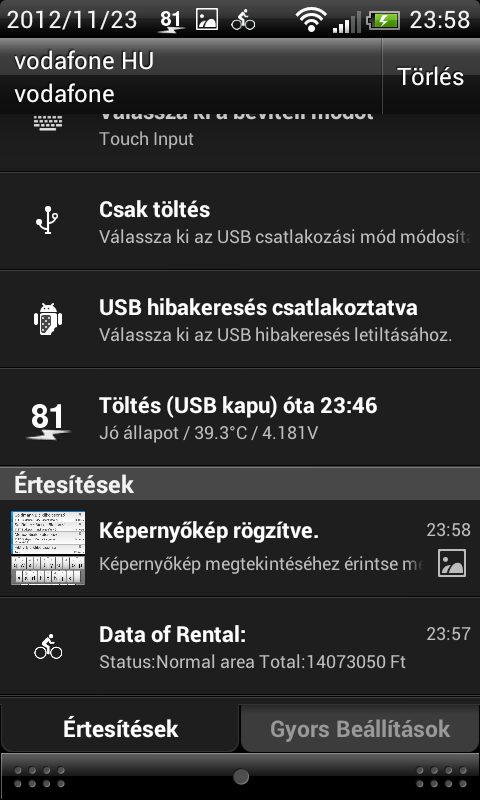 2012/11/23 81 23:58
vodafone HU
vodafone
Törlés
Válassza ki a beviteli módot
Touch Input
Csak töltés
Válassza ki az USB csatlakozási mód módosít
USB hibakeresés csatlakoztatva
Válassza ki az USB hibakeresés letiltásához.
81
Töltés (USB kapu) óta 23:46
Jó állapot / 39.3°C / 4.181V
Értesítések
Képernyőkép rögzítve. 23:58
Képernyőkép megtekintéséhez érintse me
Data of Rental: 23:57
Status:Normal area Total:14073050 Ft
Értesítések
Gyors Beállítások